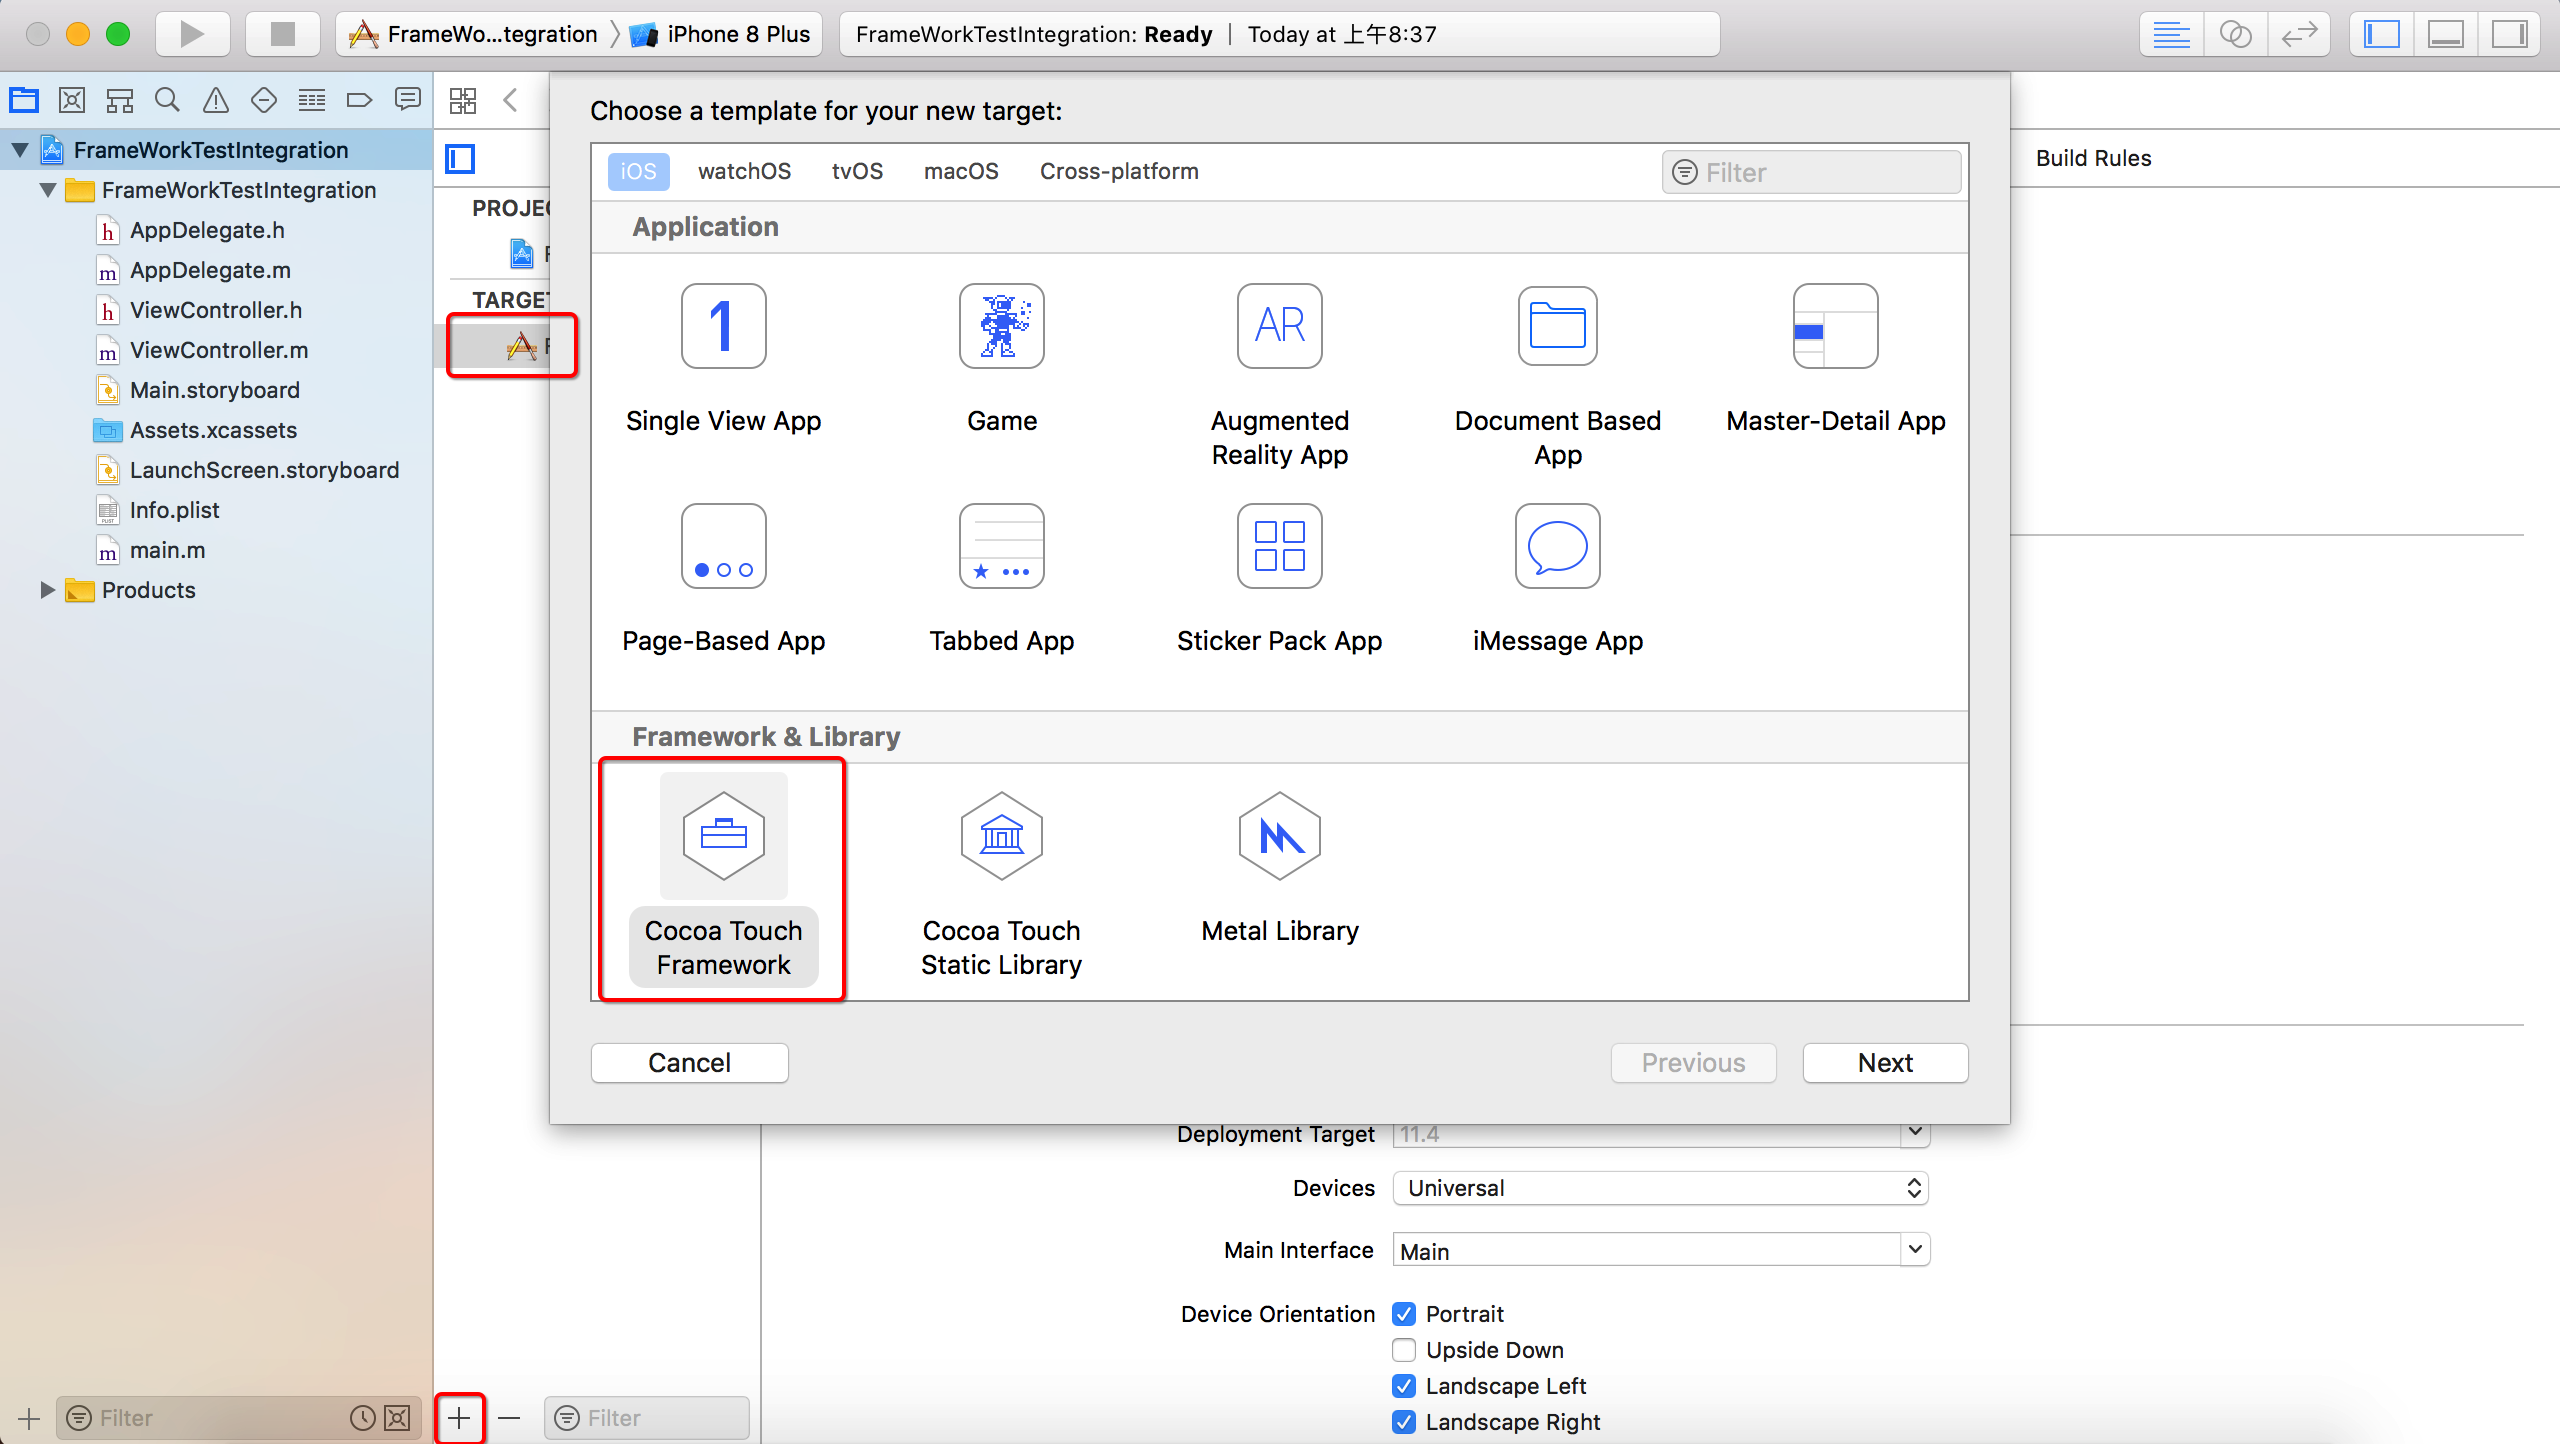 FrameWo...tegration
iPhone 8 Plus
FrameWorkTestIntegration: Ready | Today at 上午8:37
FrameWorkTestIntegration
FrameWorkTestIntegration
h AppDelegate.h
m AppDelegate.m
h ViewController.h
m ViewController.m
Main.storyboard
Assets.xcassets
LaunchScreen.storyboard
Info.plist
m main.m
Products
Filter
PROJEC
F
TARGET
F
Filter
Choose a template for your new target:
iOS watchOS tvOS macOS Cross-platform
Filter
Application
1
AR
Single View App
Game
Augmented
Reality App
Document Based
App
Master-Detail App
Page-Based App
Tabbed App
Sticker Pack App
iMessage App
Framework & Library
Cocoa Touch
Framework
Cocoa Touch
Static Library
Metal Library
Cancel
Previous
Next
Build Rules
Deployment Target 11.4
Devices Universal
Main Interface Main
Device Orientation Portrait
Upside Down
Landscape Left
Landscape Right